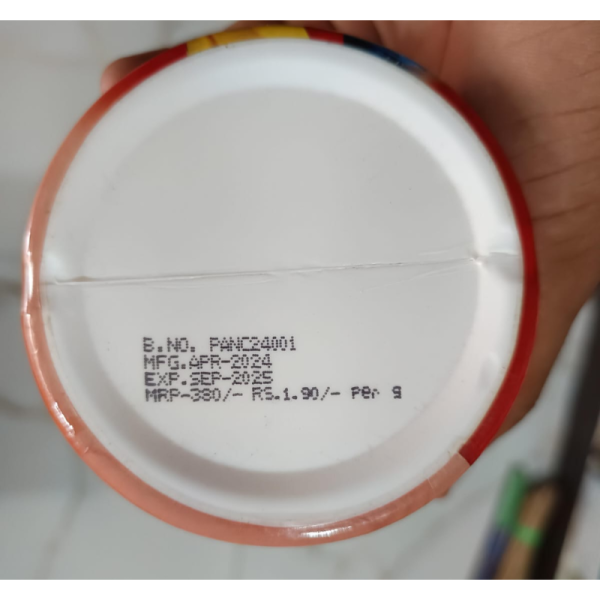 B.NO. PANC24001
MFG.APR-2024
EXP.SEP-2025
MRP-380/- RS.1.90/- Per g